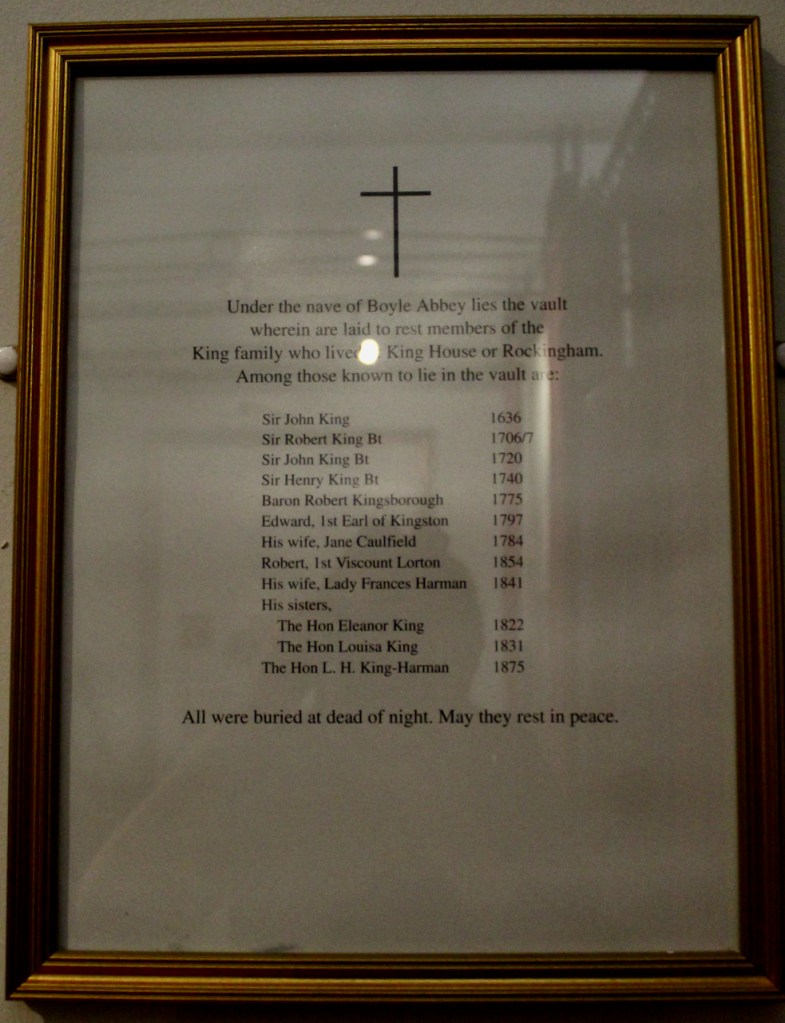 Under the nave of Boyle Abbey lies the vault
wherein are laid to rest members of the
King family who lived King House or Rockingham.
Among those known to lie in the vault are:
Sir John King 1636
Sir Robert King Bt 1706/7
Sir John King Bt 1720
Sir Henry King Bt 1740
Baron Robert Kingsborough 1775
Edward, 1st Earl of Kingston 1797
His wife, Jane Caulfield 1784
Robert, 1st Viscount Lorton 1854
His wife, Lady Frances Harman 1841
His sisters,
The Hon Eleanor King 1822
The Hon Louisa King 1831
The Hon L. H. King-Harman 1875
All were buried at dead of night. May they rest in peace.